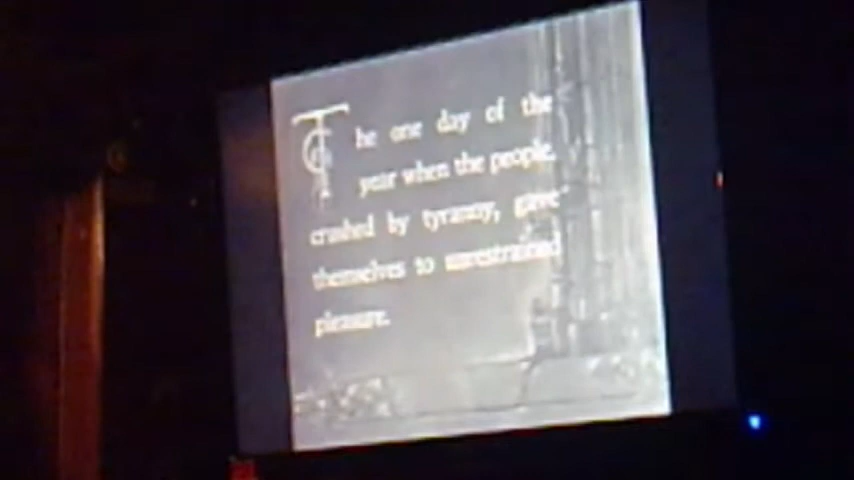 The one day of the
year when the people,
crushed by tyranny, gave
themselves to unrestrained
pleasure.